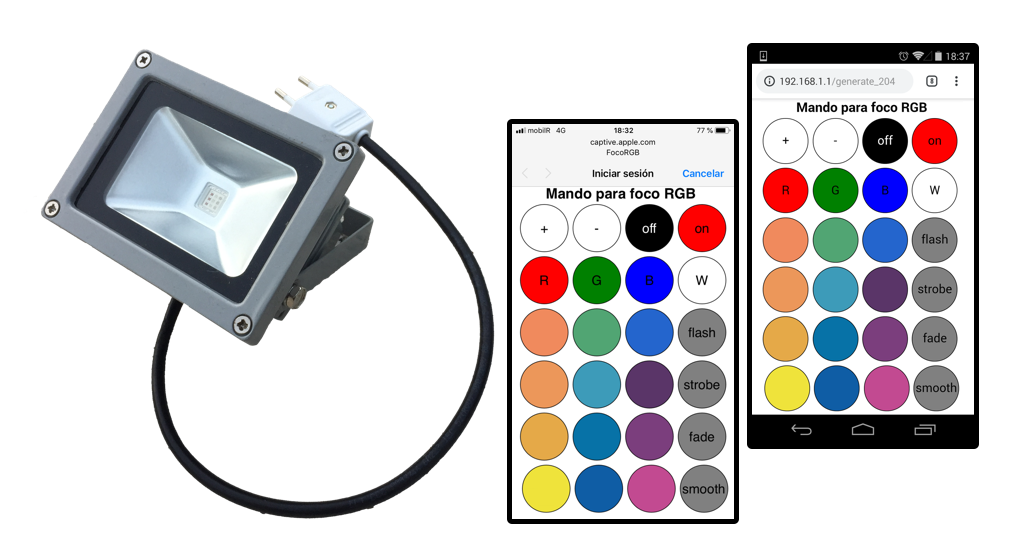 mobilR 4G 18:32 77 %
captive.apple.com
FocoRGB
Iniciar sesión Cancelar
Mando para foco RGB
+ - off on
R G B W
flash
strobe
fade
smooth
18:37
192.168.1.1/generate_204 8
Mando para foco RGB
+ - off on
R G B W
flash
strobe
fade
smooth